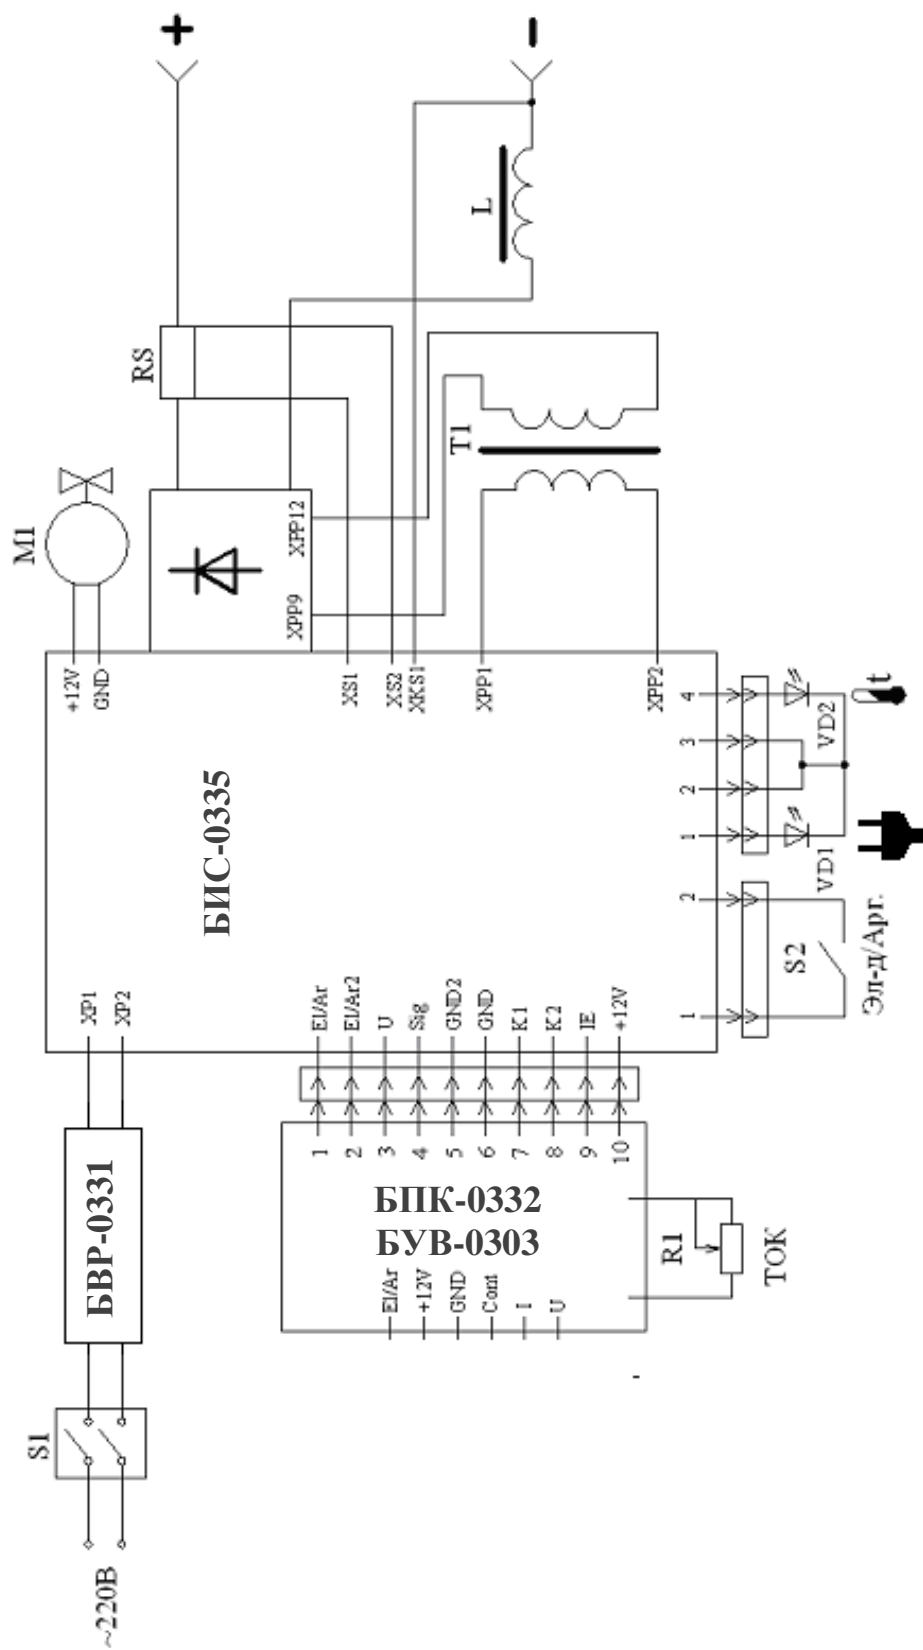 ~220В
S1
БВР-0331
XP1
XP2
БИС-0335
+12V
GND
M1
RS
+
-
L
T1
XPP9
XPP12
XS1
XS2
XKS1
XPP1
XPP2
El/Ar
El/Ar2
U
Sig
GND2
GND
K1
K2
IE
+12V
1
2
3
4
5
6
7
8
9
10
БПК-0332
БУВ-0303
El/Ar
+12V
GND
Cont
I
U
R1
ТОК
1
2
S2
Эл-д/Арг.
1
2
3
4
VD1
VD2
t
-